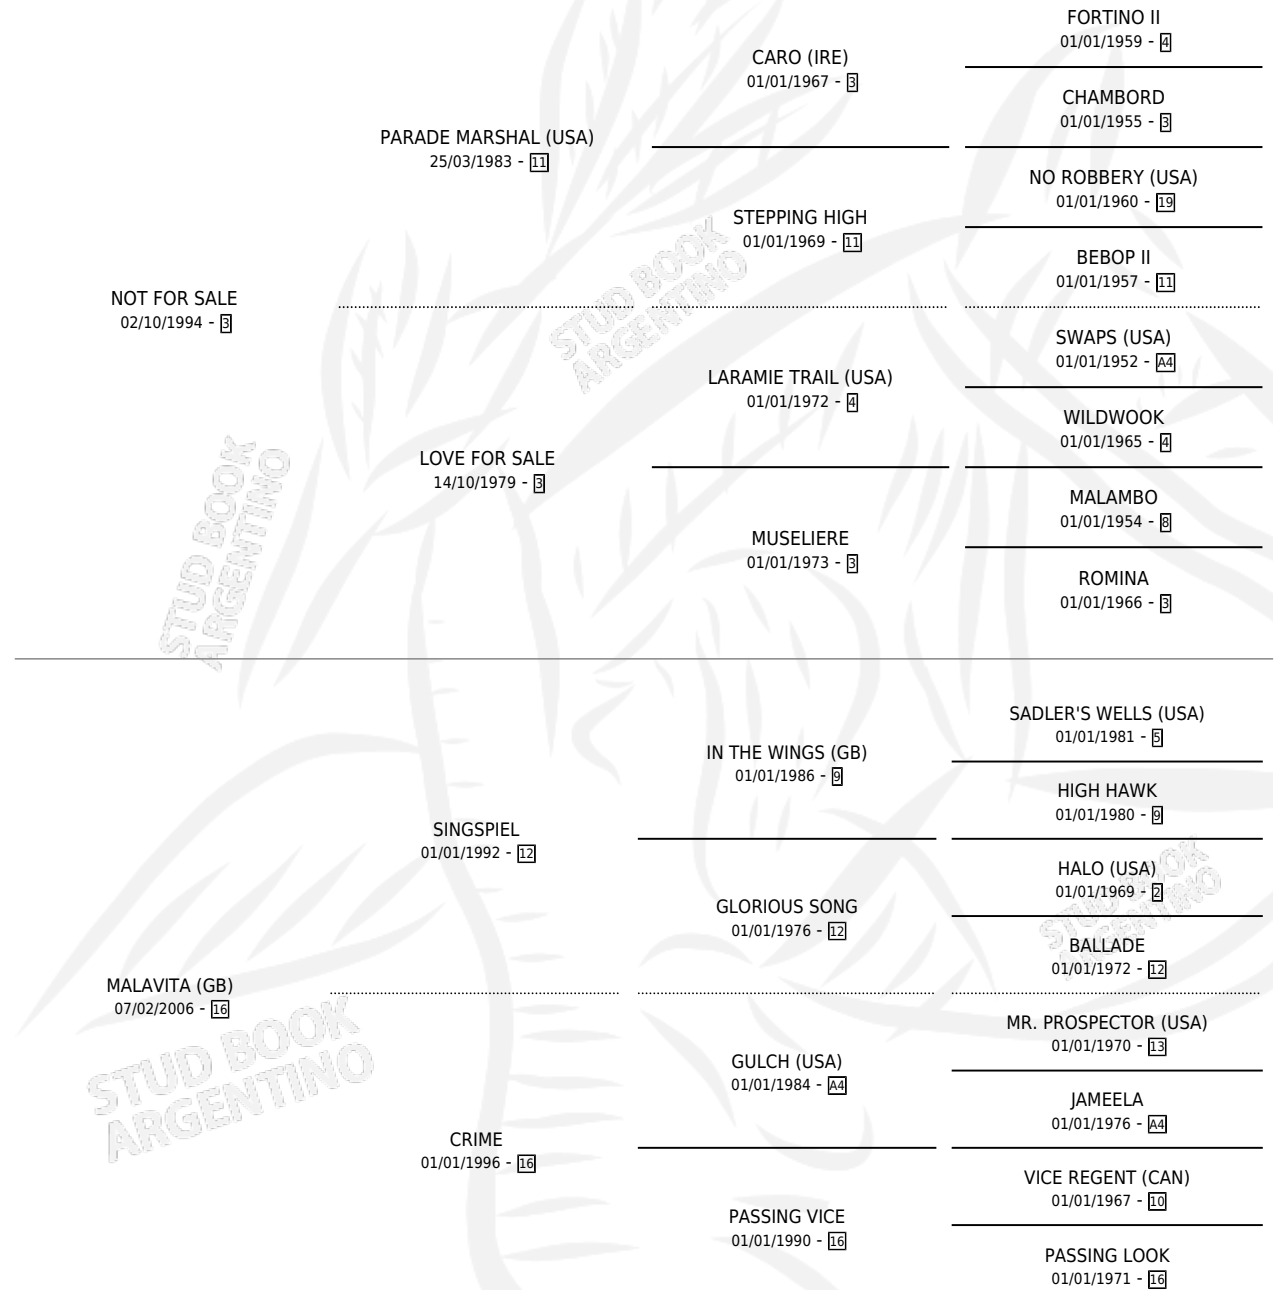 FORTINO II
01/01/1959 - 4
CARO (IRE)
01/01/1967 - 3
CHAMBORD
01/01/1955 - 3
PARADE MARSHAL (USA)
25/03/1983 - 11
NO ROBBERY (USA)
01/01/1960 - 19
STEPPING HIGH
01/01/1969 - 11
BEBOP II
01/01/1957 - 11
NOT FOR SALE
02/10/1994 - 3
SWAPS (USA)
01/01/1952 - A4
LARAMIE TRAIL (USA)
01/01/1972 - 4
WILDWOOK
01/01/1965 - 4
LOVE FOR SALE
14/10/1979 - 3
MALAMBO
01/01/1954 - 8
MUSELIERE
01/01/1973 - 3
ROMINA
01/01/1966 - 3
STUD BOOK
ARGENTINO
STUD BOOK
ARGENTINO
SADLER'S WELLS (USA)
01/01/1981 - 5
IN THE WINGS (GB)
01/01/1986 - 9
HIGH HAWK
01/01/1980 - 9
SINGSPIEL
01/01/1992 - 12
HALO (USA)
01/01/1969 - 2
GLORIOUS SONG
01/01/1976 - 12
BALLADE
01/01/1972 - 12
STUD BOOK
ARGENTINO
MALAVITA (GB)
07/02/2006 - 16
MR. PROSPECTOR (USA)
01/01/1970 - 13
GULCH (USA)
01/01/1984 - A4
JAMEELA
01/01/1976 - A4
CRIME
01/01/1996 - 16
VICE REGENT (CAN)
01/01/1967 - 10
PASSING VICE
01/01/1990 - 16
PASSING LOOK
01/01/1971 - 16
STUD BOOK
ARGENTINO